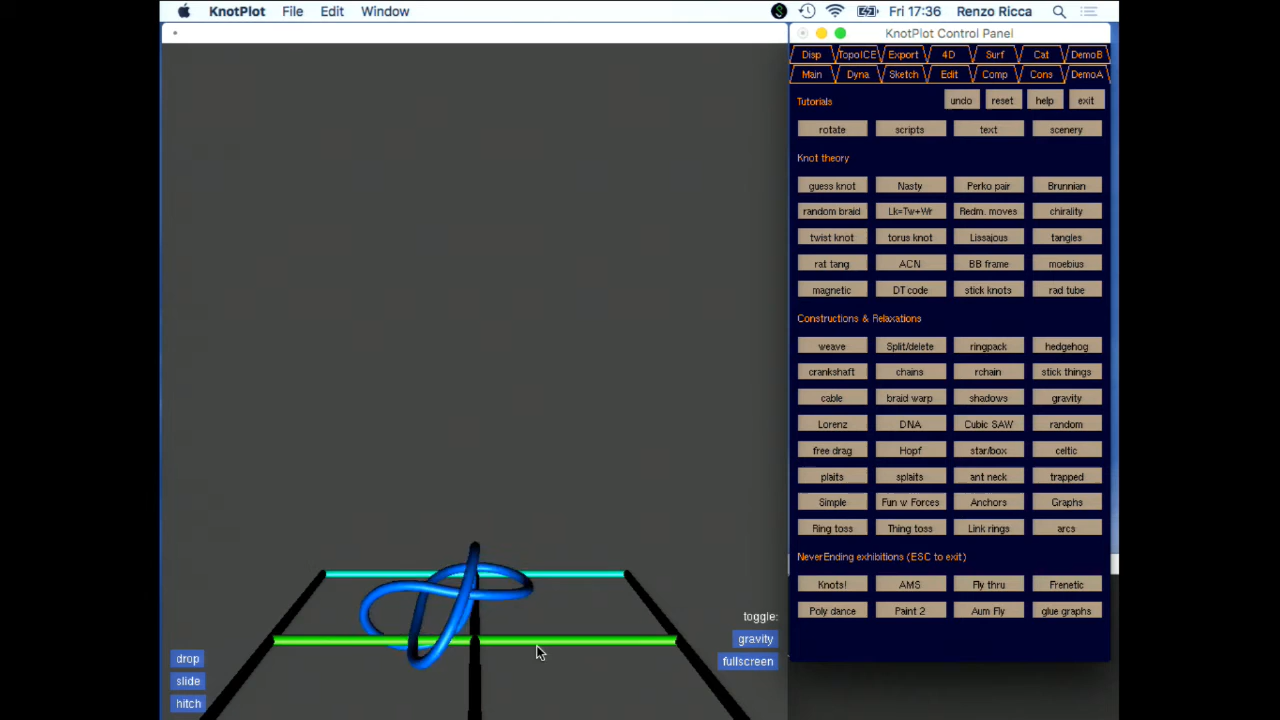 KnotPlot File Edit Window Fri 17:36 Renzo Ricca
KnotPlot Control Panel
Disp TopoICE Export 4D Surf Cat DemoB
Main Dyna Sketch Edit Comp Cons DemoA
Tutorials undo reset help exit
rotate scripts text scenery
Knot theory
guess knot Nasty Perko pair Brunnian
random braid Lk=Tw+Wr Redm. moves chirality
twist knot torus knot Lissajous tangles
rat tang ACN BB frame moebius
magnetic DT code stick knots rad tube
Constructions & Relaxations
weave Split/delete ringpack hedgehog
crankshaft chains rchain stick things
cable braid warp shadows gravity
Lorenz DNA Cubic SAW random
free drag Hopf star/box celtic
plaits splaits ant neck trapped
Simple Fun w Forces Anchors Graphs
Ring toss Thing toss Link rings arcs
NeverEnding exhibitions (ESC to exit)
Knots! AMS Fly thru Frenetic
Poly dance Paint 2 Aum Fly glue graphs
toggle:
gravity
fullscreen
drop
slide
hitch